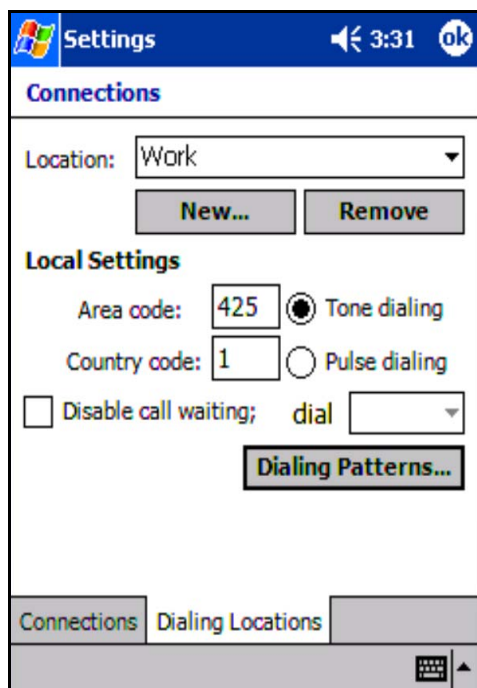 Settings 3:31 ok
Connections
Location: Work
New... Remove
Local Settings
Area code: 425 Tone dialing
Country code: 1 Pulse dialing
Disable call waiting; dial
Dialing Patterns...
Connections Dialing Locations